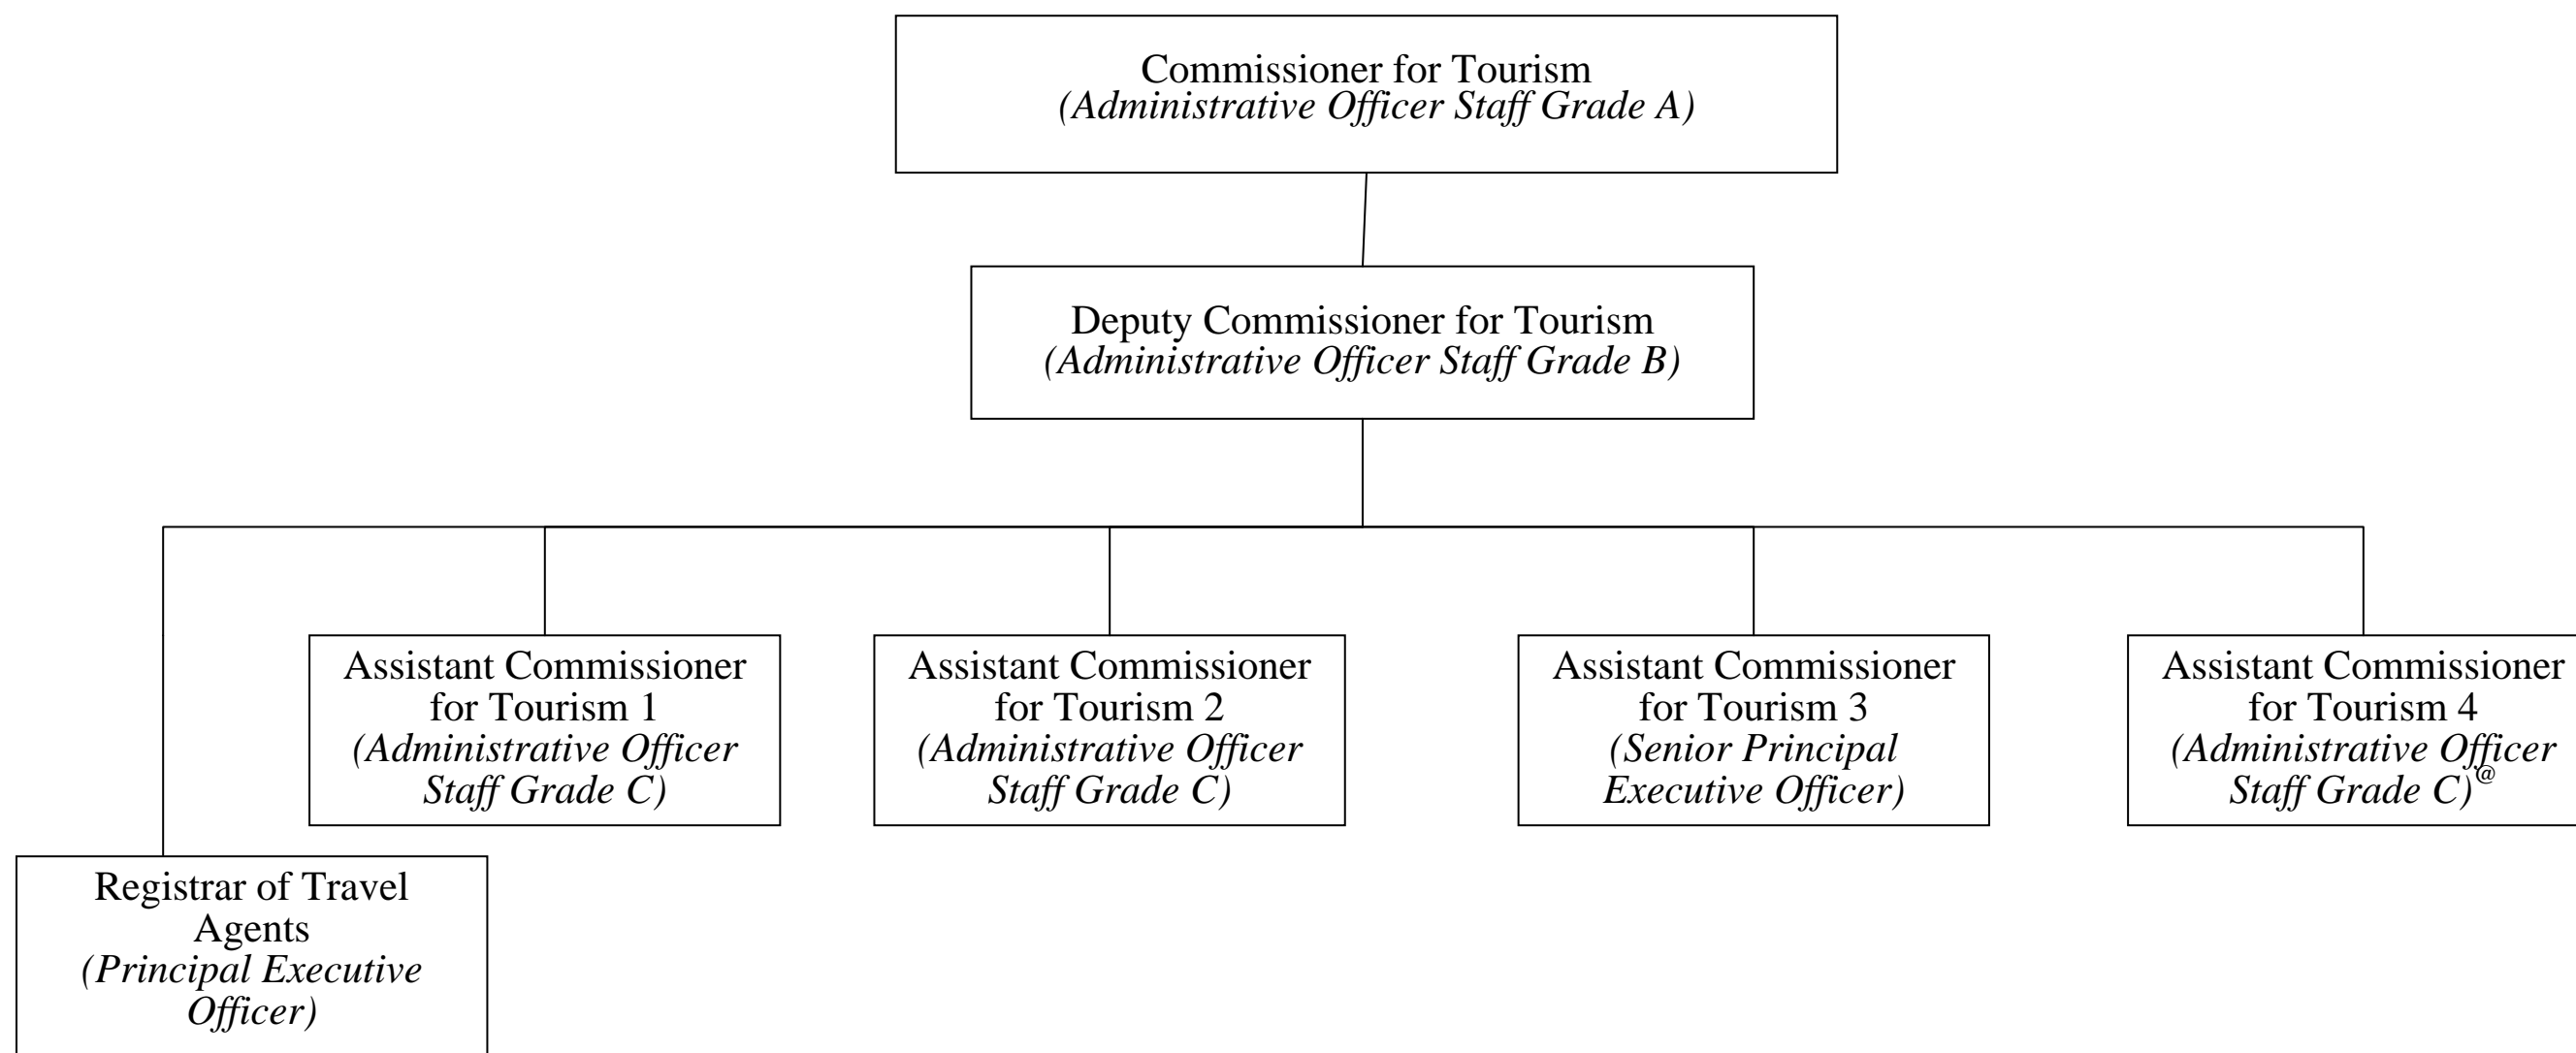 Commissioner for Tourism
(Administrative Officer Staff Grade A)
Deputy Commissioner for Tourism
(Administrative Officer Staff Grade B)
Assistant Commissioner
for Tourism 1
(Administrative Officer
Staff Grade C)
Assistant Commissioner
for Tourism 2
(Administrative Officer
Staff Grade C)
Assistant Commissioner
for Tourism 3
(Senior Principal
Executive Officer)
Assistant Commissioner
for Tourism 4
(Administrative Officer
Staff Grade C)@
Registrar of Travel
Agents
(Principal Executive
Officer)